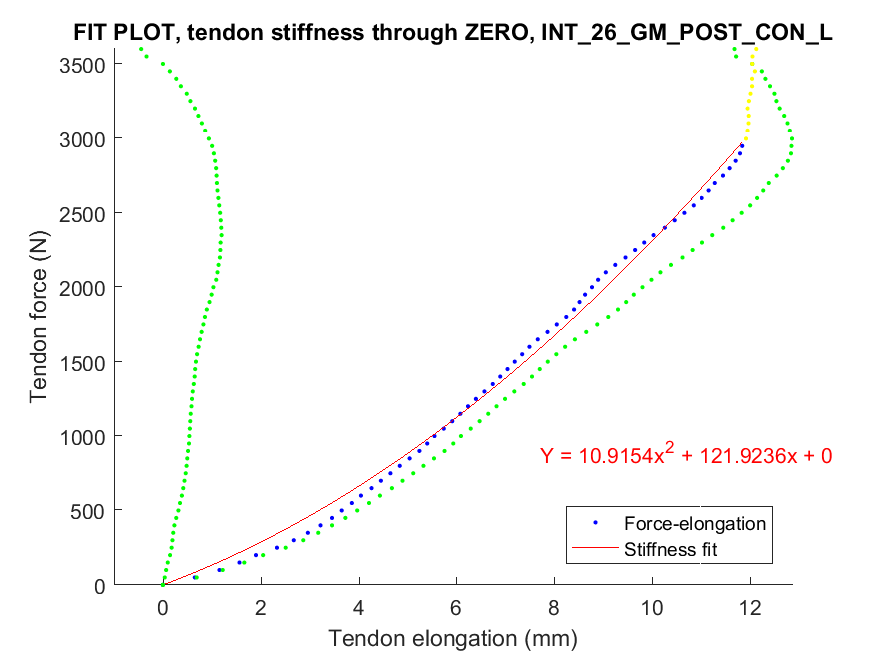 FIT PLOT, tendon stiffness through ZERO, INT_26_GM_POST_CON_L
3500
3000
2500
2000
1500
1000
500
0
Tendon force (N)
Y = 10.9154x² + 121.9236x + 0
Force-elongation
Stiffness fit
0 2 4 6 8 10 12
Tendon elongation (mm)